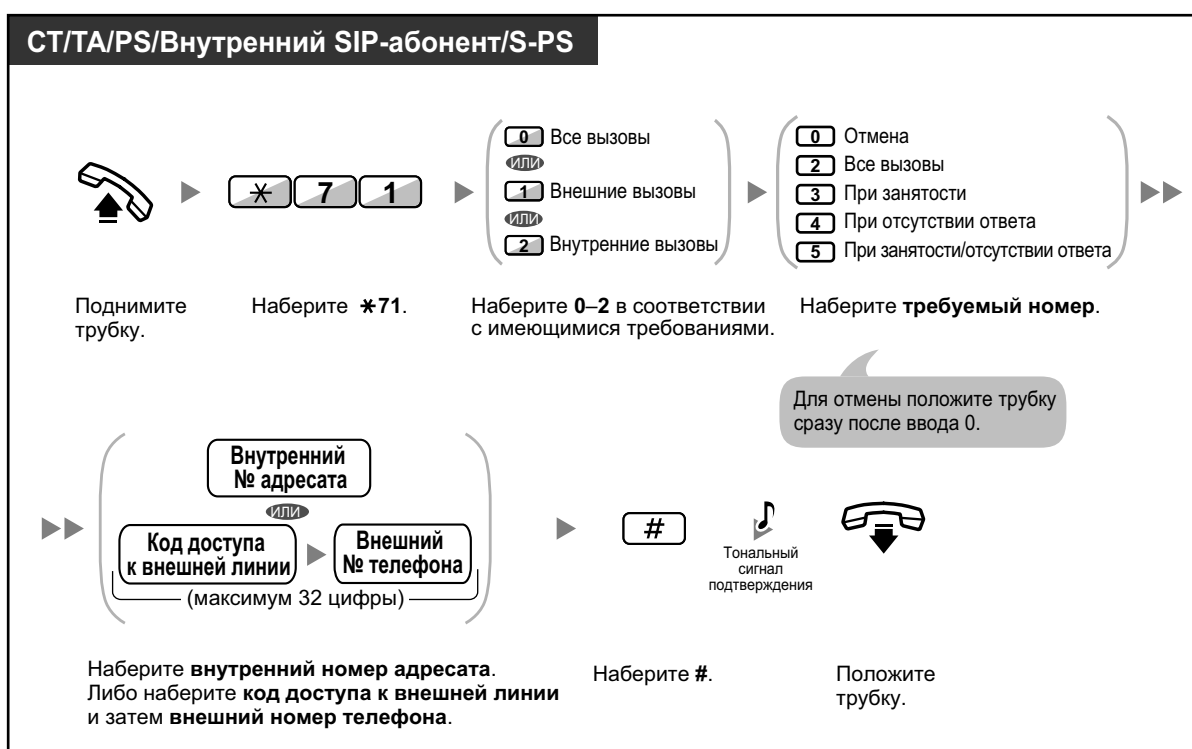 СТ/ТА/PS/Внутренний SIP-абонент/S-PS
0 Все вызовы
ИЛИ
1 Внешние вызовы
ИЛИ
2 Внутренние вызовы
0 Отмена
2 Все вызовы
3 При занятости
4 При отсутствии ответа
5 При занятости/отсутствии ответа
* 7 1
Поднимите
трубку.
Наберите *71.
Наберите 0–2 в соответствии
с имеющимися требованиями.
Наберите требуемый номер.
Для отмены положите трубку
сразу после ввода 0.
Внутренний
№ адресата
ИЛИ
Код доступа
к внешней линии
Внешний
№ телефона
(максимум 32 цифры)
#
Тональный
сигнал
подтверждения
Наберите внутренний номер адресата.
Либо наберите код доступа к внешней линии
и затем внешний номер телефона.
Наберите #.
Положите
трубку.